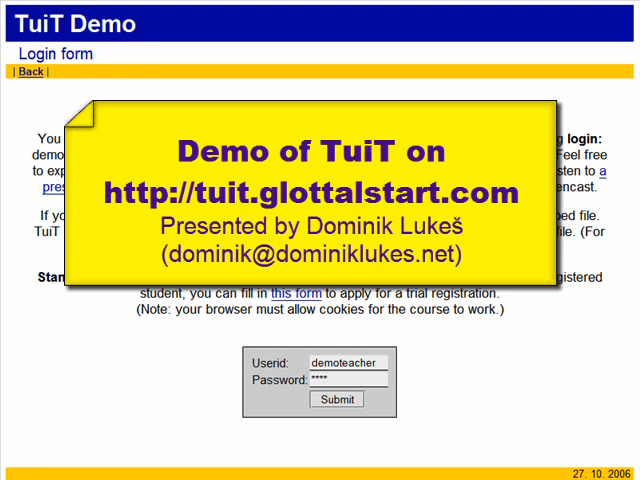 TuiT Demo
Login form
| Back |
You login:
demo Feel free
to exp listen to a
pres encast.
If yo ped file.
TuiT file. (For
Demo of TuiT on
http://tuit.glottalstart.com
Presented by Dominik Lukeš
(dominik@dominiklukes.net)
Stan gistered
student, you can fill in this form to apply for a trial registration.
(Note: your browser must allow cookies for the course to work.)
Userid: demoteacher
Password: ****
Submit
27. 10. 2006